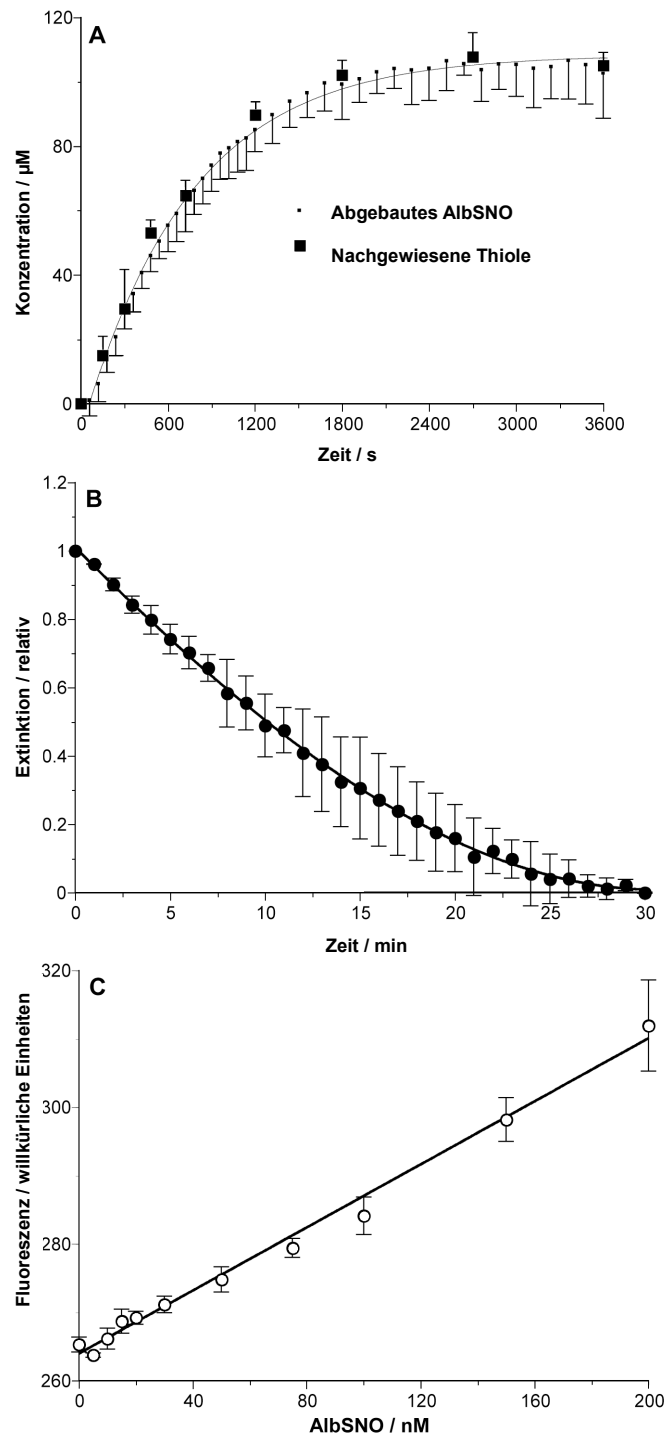 A
120
80
40
0
Konzentration / µM
Abgebautes AlbSNO
Nachgewiesene Thiole
0 600 1200 1800 2400 3000 3600
Zeit / s
B
1.2
1
0.8
0.6
0.4
0.2
0
Extinktion / relativ
0 5 10 15 20 25 30
Zeit / min
C
320
300
280
260
Fluoreszenz / willkürliche Einheiten
0 40 80 120 160 200
AlbSNO / nM